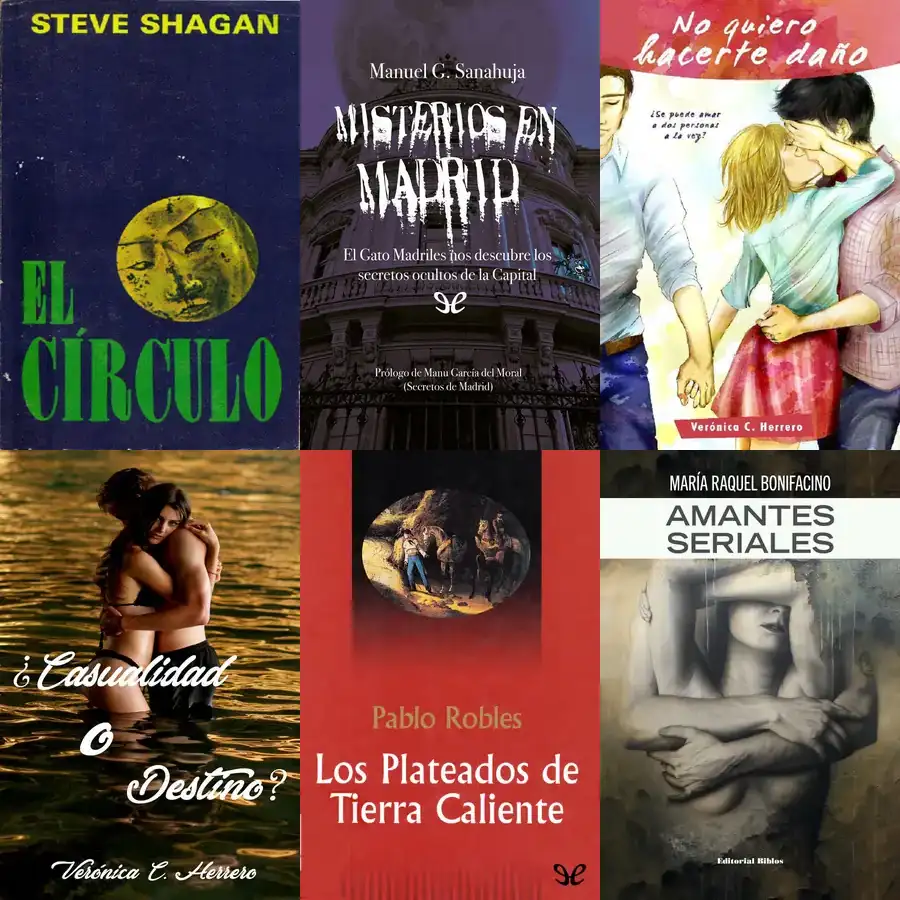 STEVE SHAGAN
EL
CÍRCULO
Manuel G. Sanahuja
MISTERIOS EN
MADRID
El Gato Madriles nos descubre los
secretos ocultos de la Capital
Prólogo de Manu García del Moral
(Secretos de Madrid)
No quiero
hacerte daño
¿Se puede amar
a dos personas
a la vez?
Verónica C. Herrero
¿Casualidad
O
Destino?
Verónica C. Herrero
Pablo Robles
Los Plateados de
Tierra Caliente
MARÍA RAQUEL BONIFACINO
AMANTES
SERIALES
Editorial Biblos